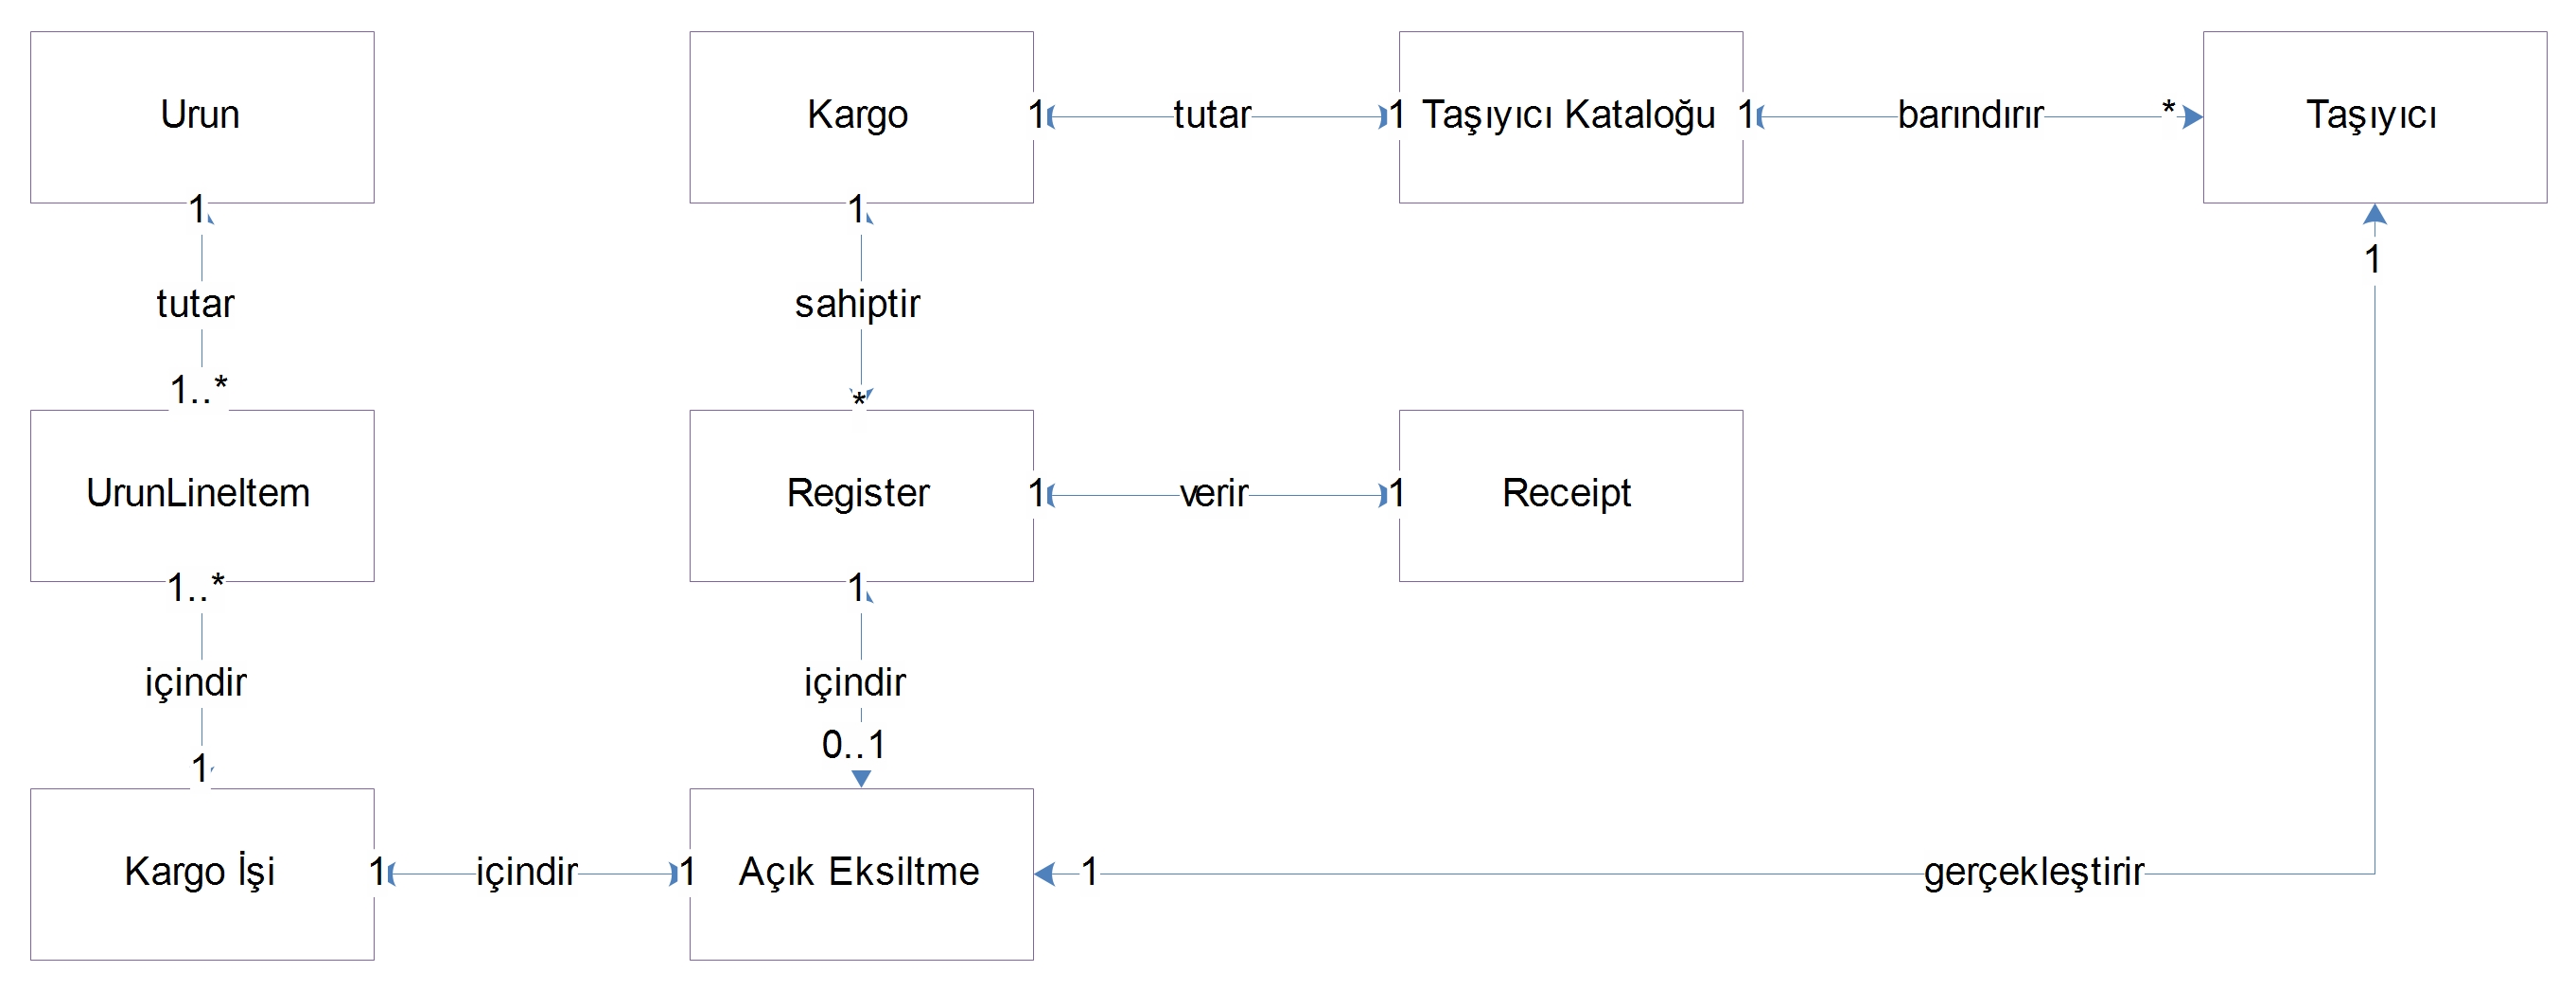 Urun
Kargo
1
tutar
1
Taşıyıcı Kataloğu
1
barındırır
*
Taşıyıcı
1
1
1
tutar
sahiptir
1..*
*
UrunLineItem
Register
1
verir
1
Receipt
1..*
1
içindir
içindir
1
0..1
Kargo İşi
1
içindir
1
Açık Eksiltme
1
gerçekleştirir